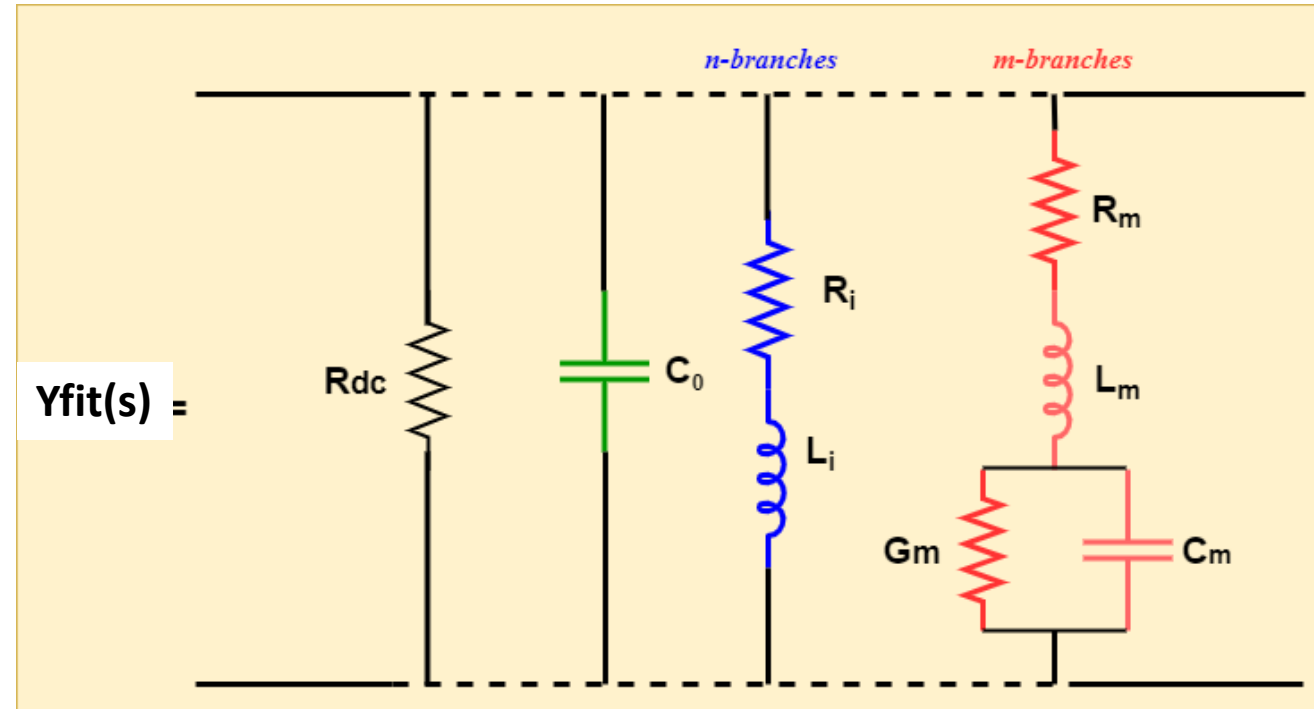 n-branches
m-branches
Rₘ
Rᵢ
Rdc
C₀
Lₘ
Yfit(s) =
Lᵢ
Gm
Cm